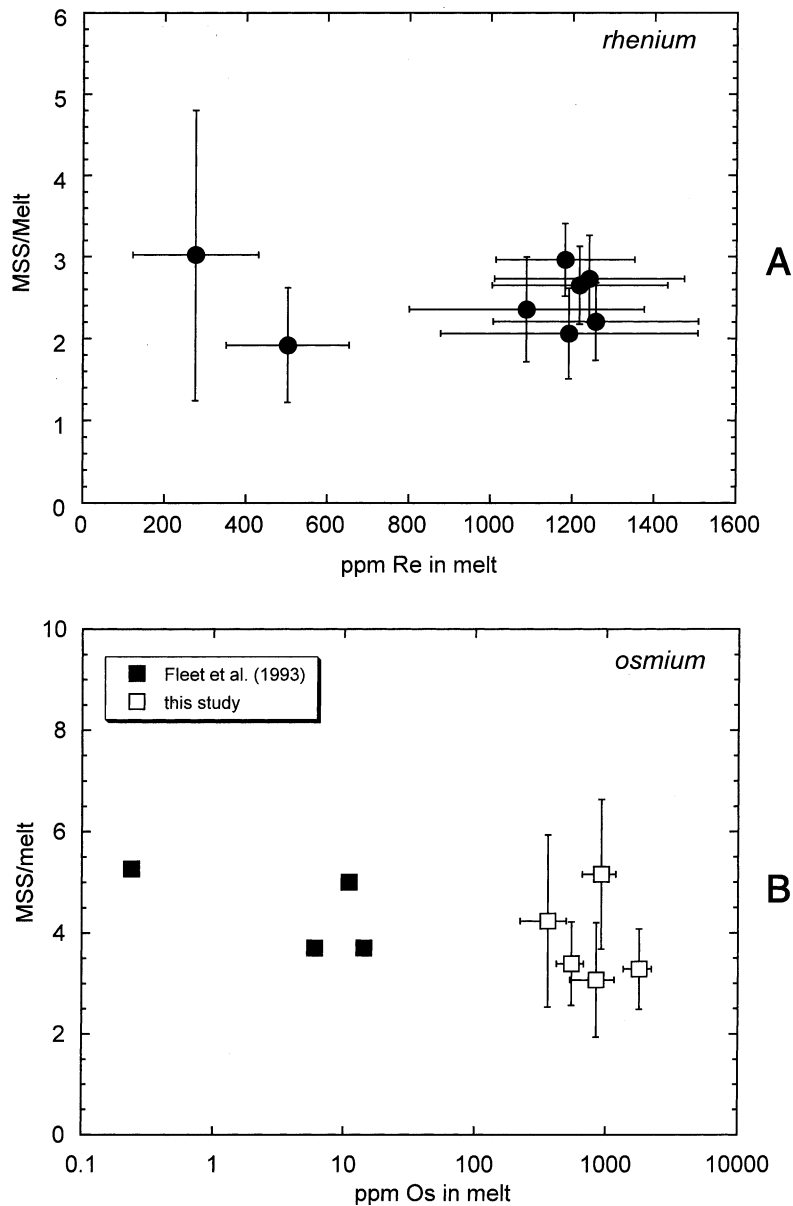 6
rhenium
5
4
MSS/Melt
3
A
2
1
0
0 200 400 600 800 1000 1200 1400 1600
ppm Re in melt
10
osmium
Fleet et al. (1993)
this study
8
6
MSS/melt
B
4
2
0
0.1 1 10 100 1000 10000
ppm Os in melt